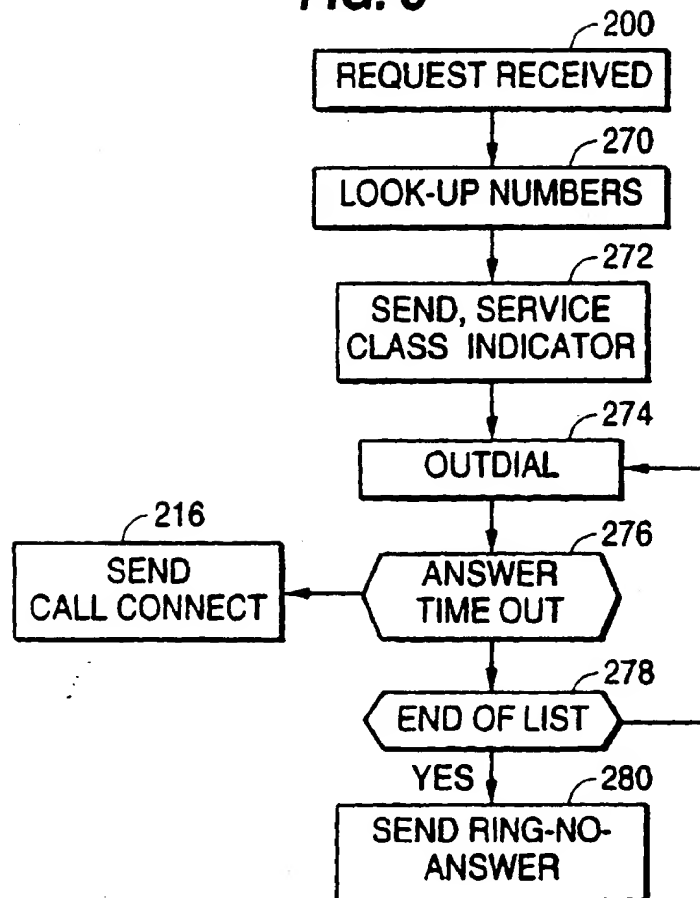 200
REQUEST RECEIVED
270
LOOK-UP NUMBERS
272
SEND, SERVICE
CLASS INDICATOR
274
OUTDIAL
216
SEND
CALL CONNECT
276
ANSWER
TIME OUT
278
END OF LIST
YES
280
SEND RING-NO-
ANSWER